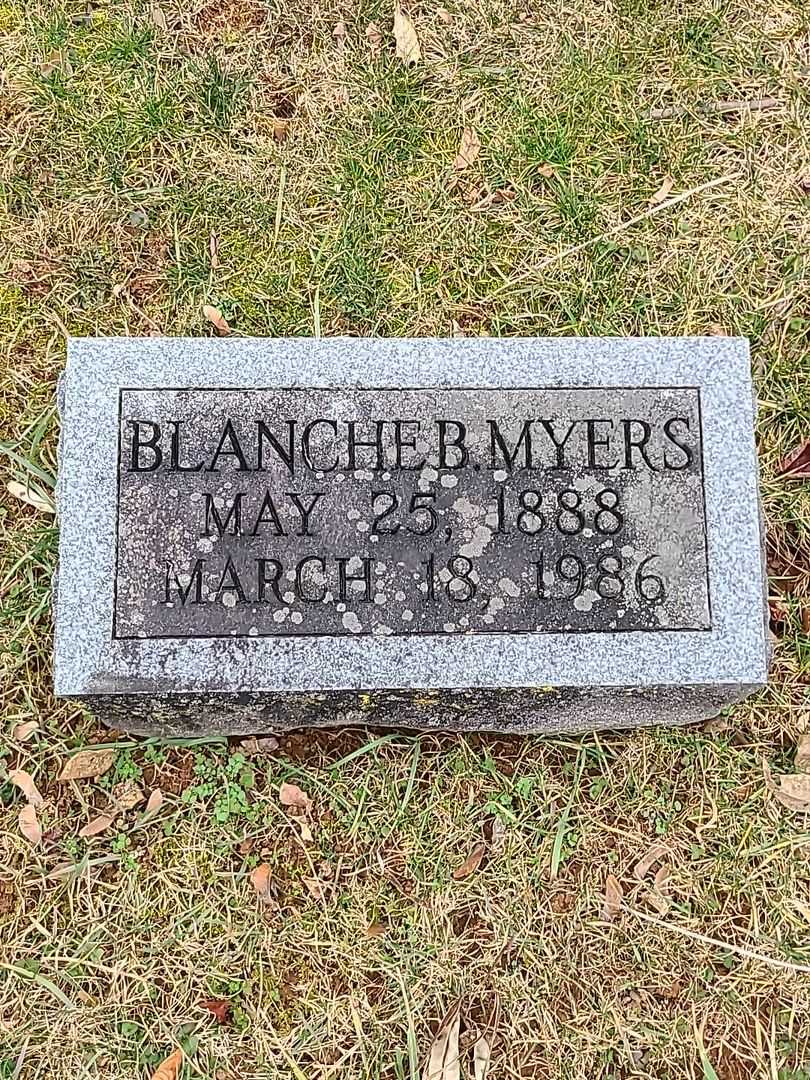 BLANCHE B. MYERS
MAY 25, 1888
MARCH 18, 1986